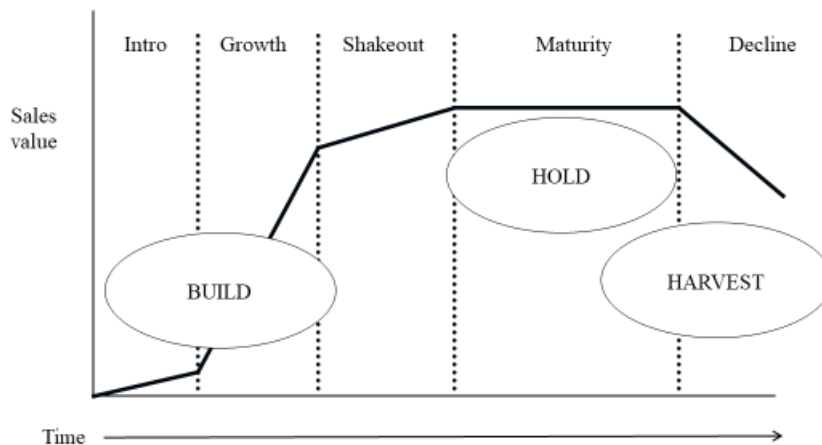 Intro Growth Shakeout Maturity Decline
Sales
value
HOLD
HARVEST
BUILD
Time